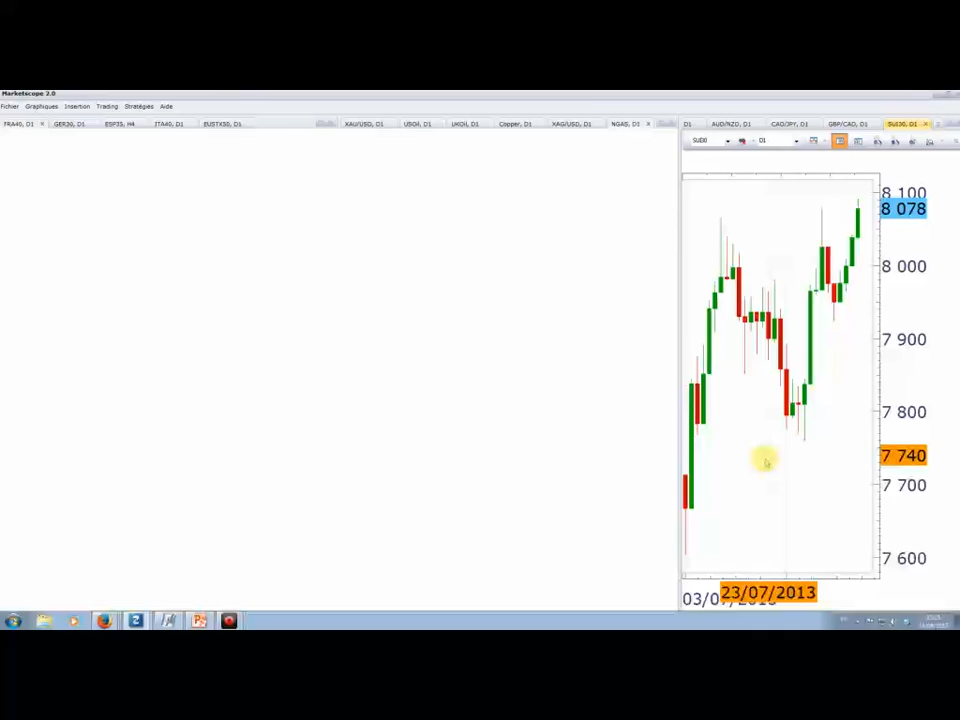 Marketscope 2.0
Fichier Graphiques Insertion Trading Stratégies Aide
FRA40, D1 GER30, D1 ESP35, H4 ITA40, D1 EUSTX50, D1 XAU/USD, D1 USOil, D1 UKOil, D1 Copper, D1 XAG/USD, D1 NGAS, D1 D1 AUD/NZD, D1 CAD/JPY, D1 GBP/CAD, D1 SUI30, D1
SUI30 D1
8 100
8 078
8 000
7 900
7 800
7 740
7 700
7 600
23/07/2013